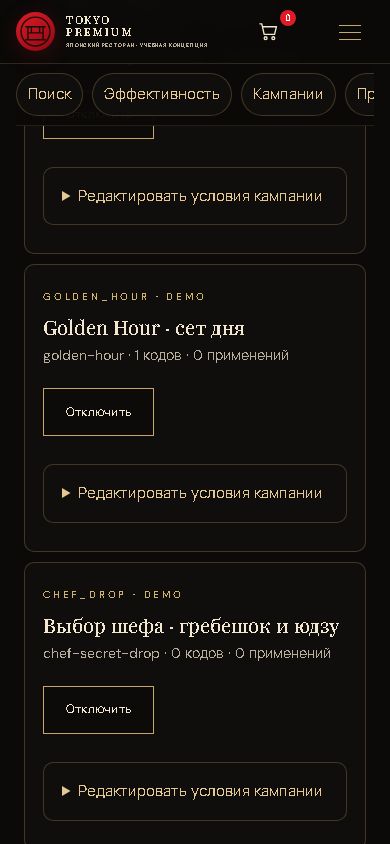 TOKYO
PREMIUM
ЯПОНСКИЙ РЕСТОРАН · УЧЕБНАЯ КОНЦЕПЦИЯ
0
Поиск
Эффективность
Кампании
Пр
Редактировать условия кампании
GOLDEN_HOUR · DEMO
Golden Hour · сет дня
golden-hour · 1 кодов · 0 применений
Отключить
Редактировать условия кампании
CHEF_DROP · DEMO
Выбор шефа · гребешок и юдзу
chef-secret-drop · 0 кодов · 0 применений
Отключить
Редактировать условия кампании